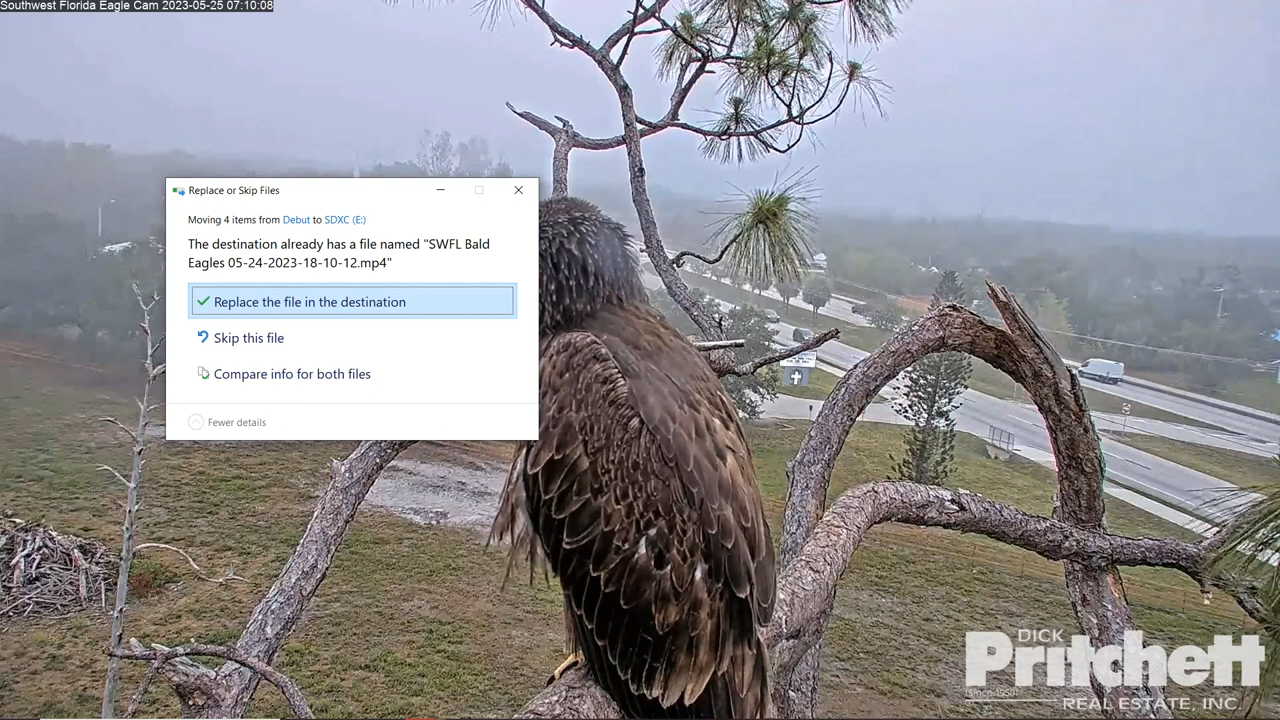 Southwest Florida Eagle Cam 2023-05-25 07:10:08
Replace or Skip Files
Moving 4 items from Debut to SDXC (E:)
The destination already has a file named "SWFL Bald
Eagles 05-24-2023-18-10-12.mp4"
Replace the file in the destination
Skip this file
Compare info for both files
Fewer details
DICK
Pritchett
(since 1950)
REAL ESTATE, INC.